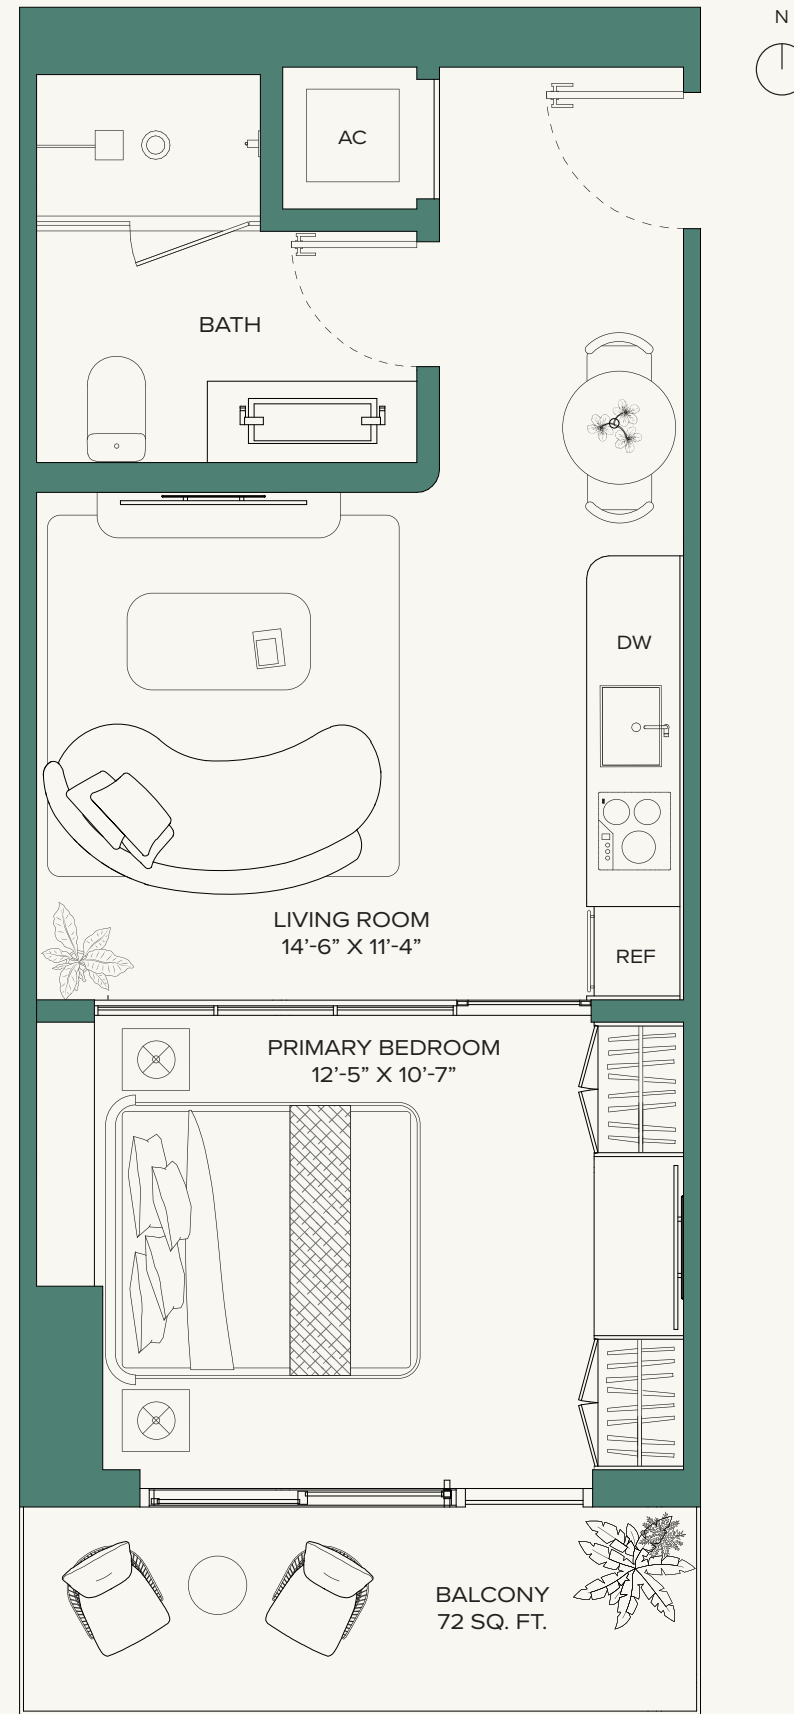 N
AC
BATH
DW
LIVING ROOM
14’-6” X 11’-4”
REF
PRIMARY BEDROOM
12’-5” X 10’-7”
BALCONY
72 SQ. FT.